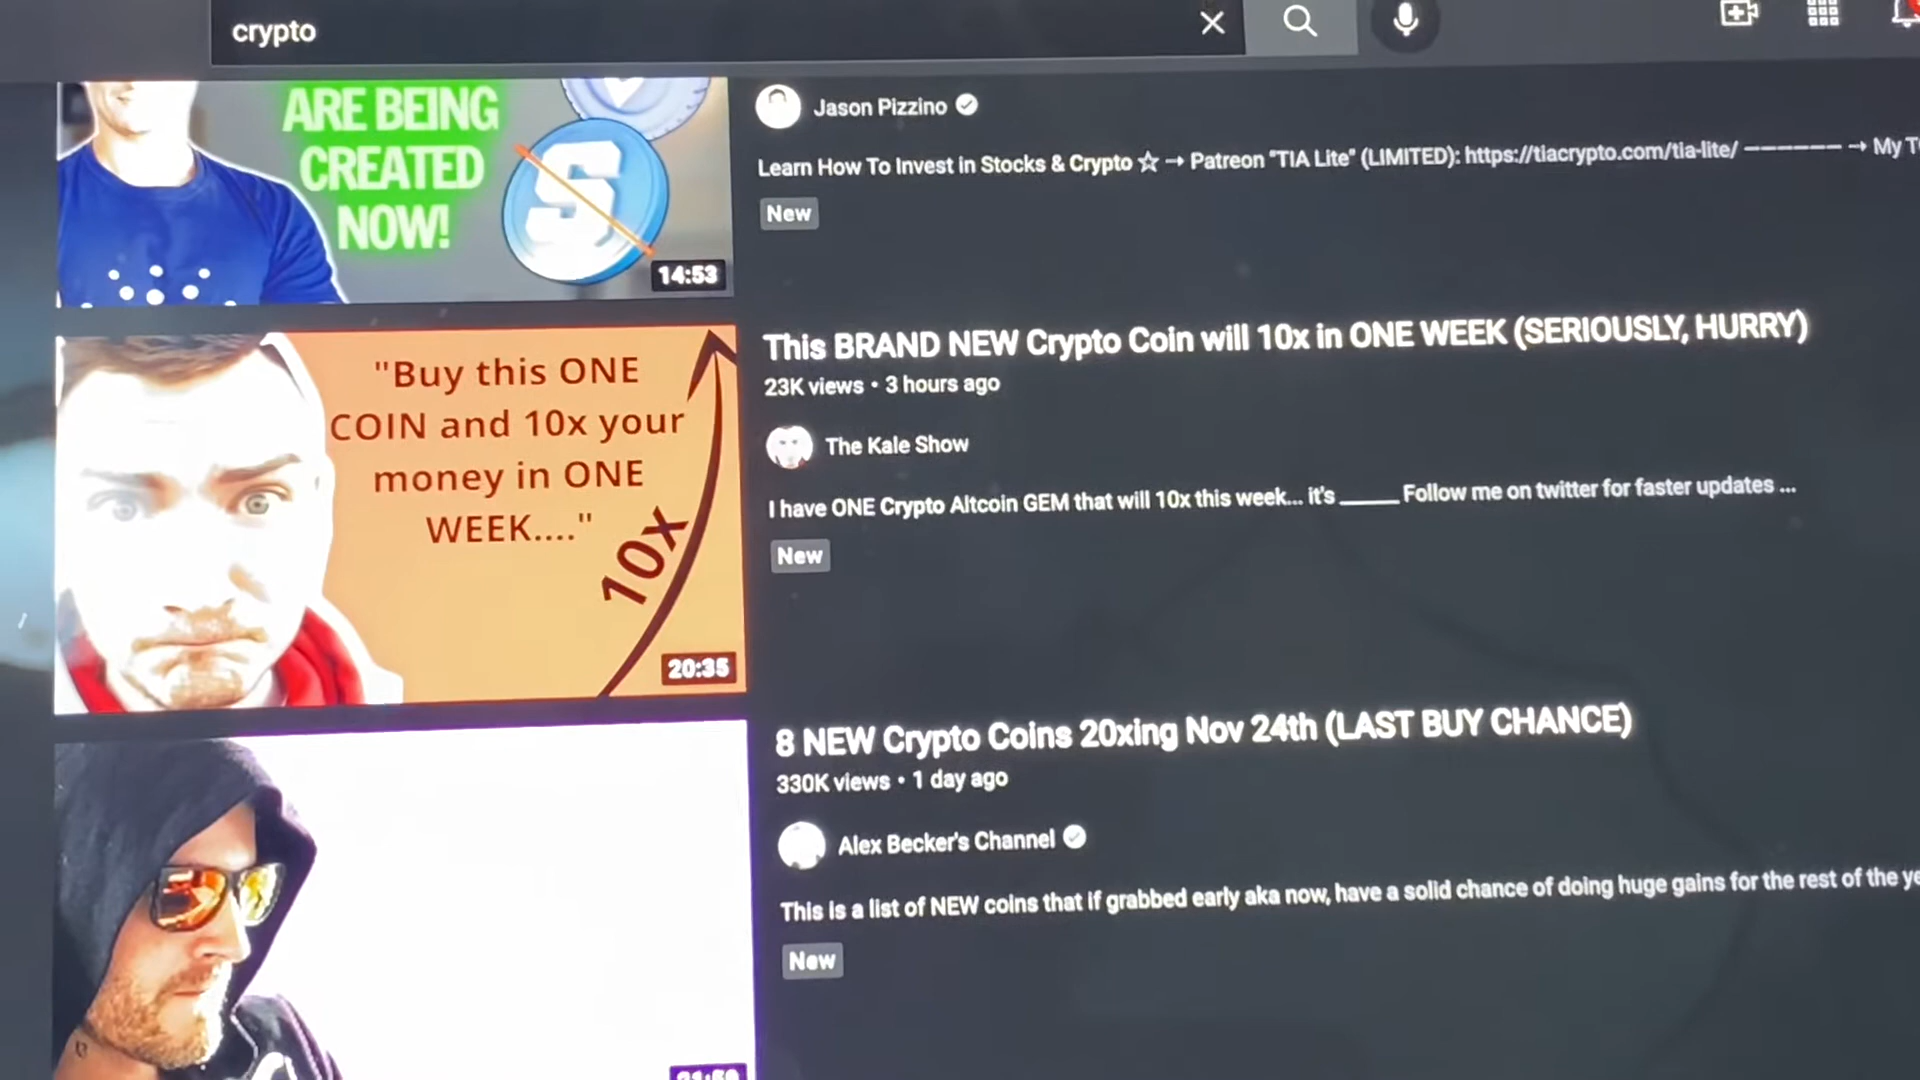 crypto
ARE BEING
CREATED
NOW!
S
14:53
Jason Pizzino
Learn How To Invest in Stocks & Crypto ☆ → Patreon "TIA Lite" (LIMITED): https://tiacrypto.com/tia-lite/ —————— → My
New
"Buy this ONE
COIN and 10x your
money in ONE
WEEK...."
10x
20:35
This BRAND NEW Crypto Coin will 10x in ONE WEEK (SERIOUSLY, HURRY)
23K views • 3 hours ago
The Kale Show
I have ONE Crypto Altcoin GEM that will 10x this week... it's _____ Follow me on twitter for faster updates ...
New
8 NEW Crypto Coins 20xing Nov 24th (LAST BUY CHANCE)
330K views • 1 day ago
Alex Becker's Channel
This is a list of NEW coins that if grabbed early aka now, have a solid chance of doing huge gains for the rest of the
New